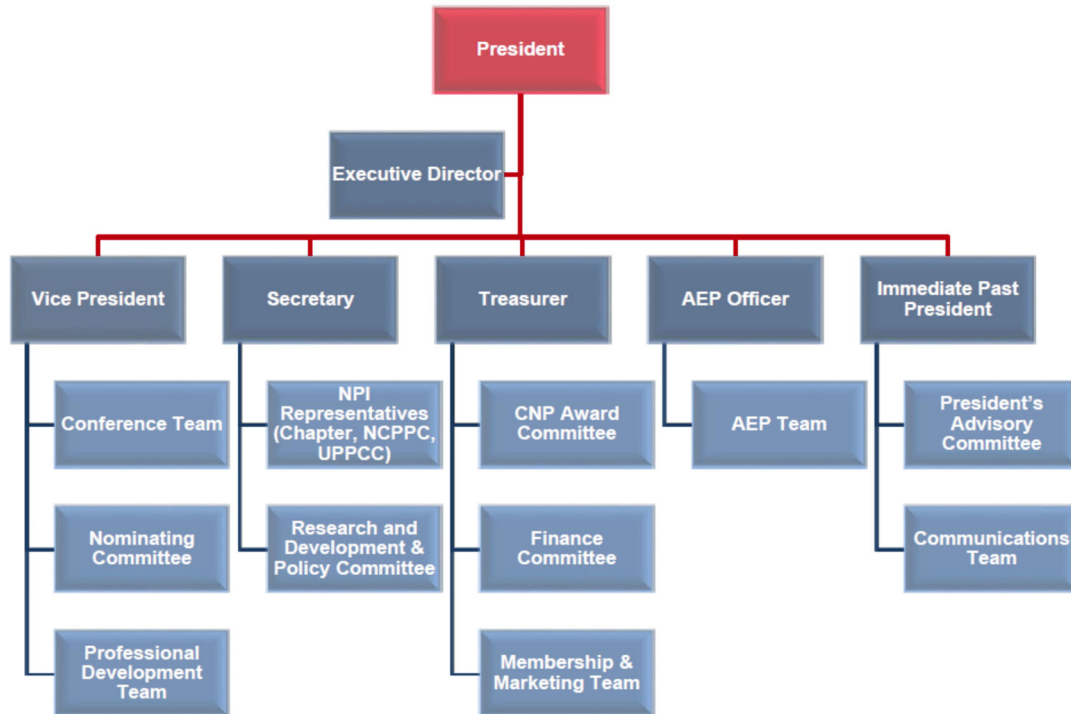 President
Executive Director
Vice President
Secretary
Treasurer
AEP Officer
Immediate Past
President
Conference Team
Nominating
Committee
Professional
Development
Team
NPI
Representatives
(Chapter, NCPPC,
UPPCC)
Research and
Development &
Policy Committee
CNP Award
Committee
Finance
Committee
Membership &
Marketing Team
AEP Team
President’s
Advisory
Committee
Communications
Team